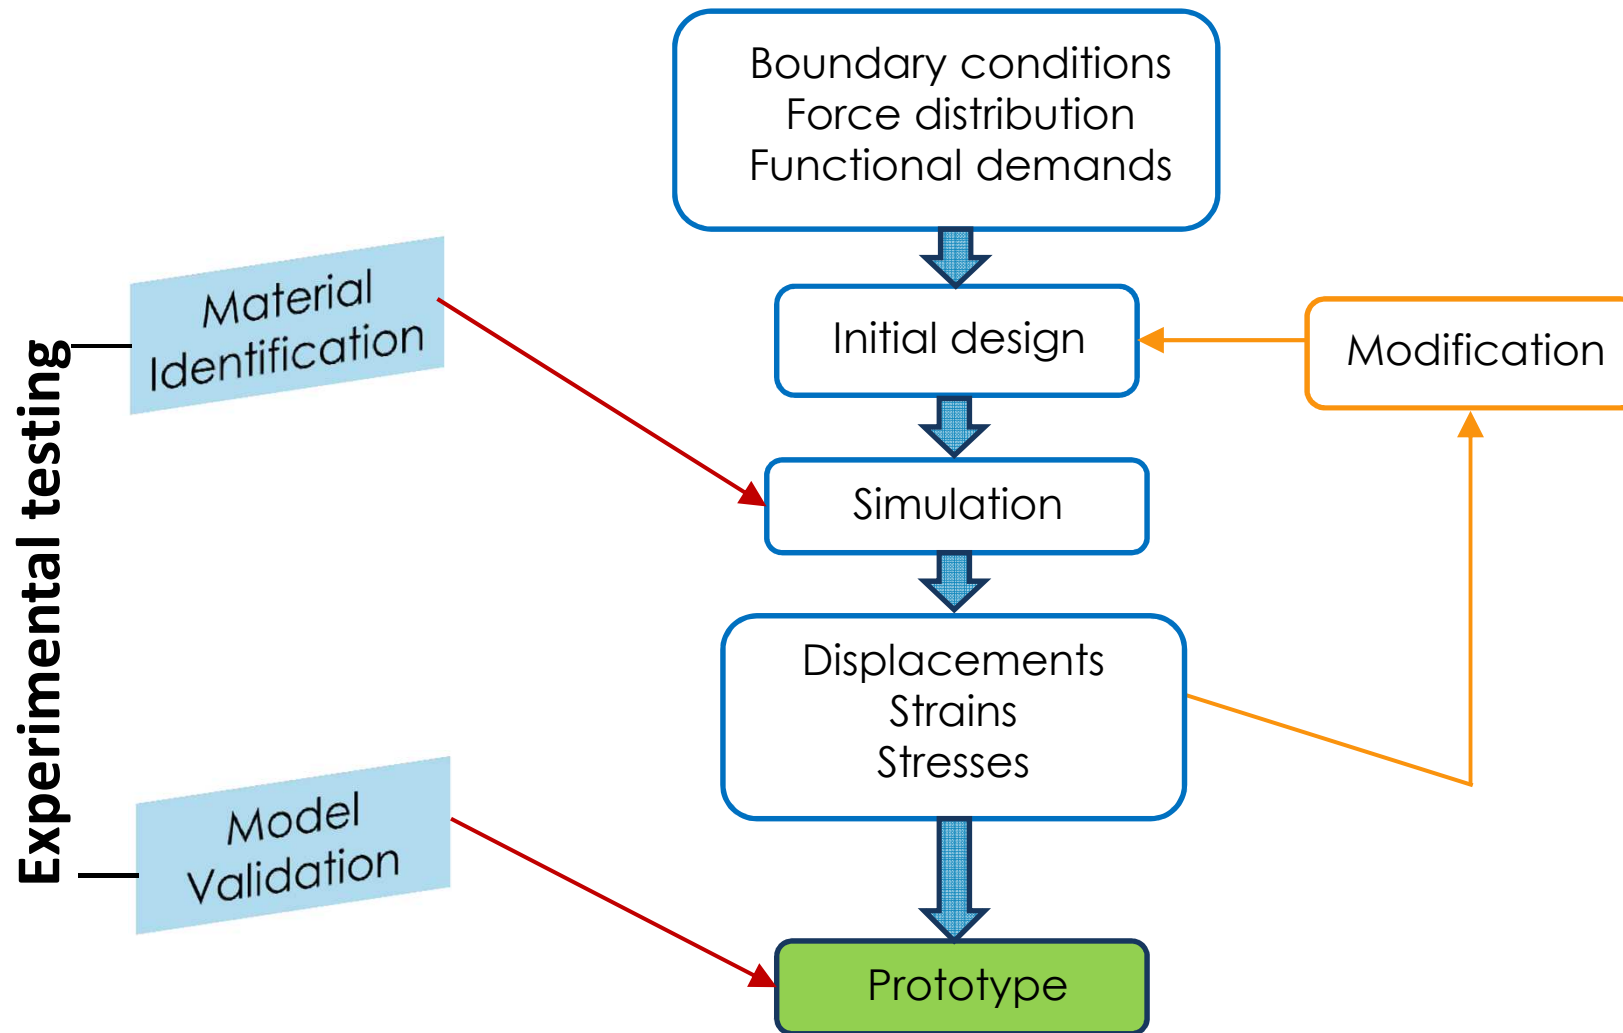 Boundary conditions
Force distribution
Functional demands
Material
Identification
Initial design
Modification
Experimental testing
Simulation
Displacements
Strains
Stresses
Model
Validation
Prototype